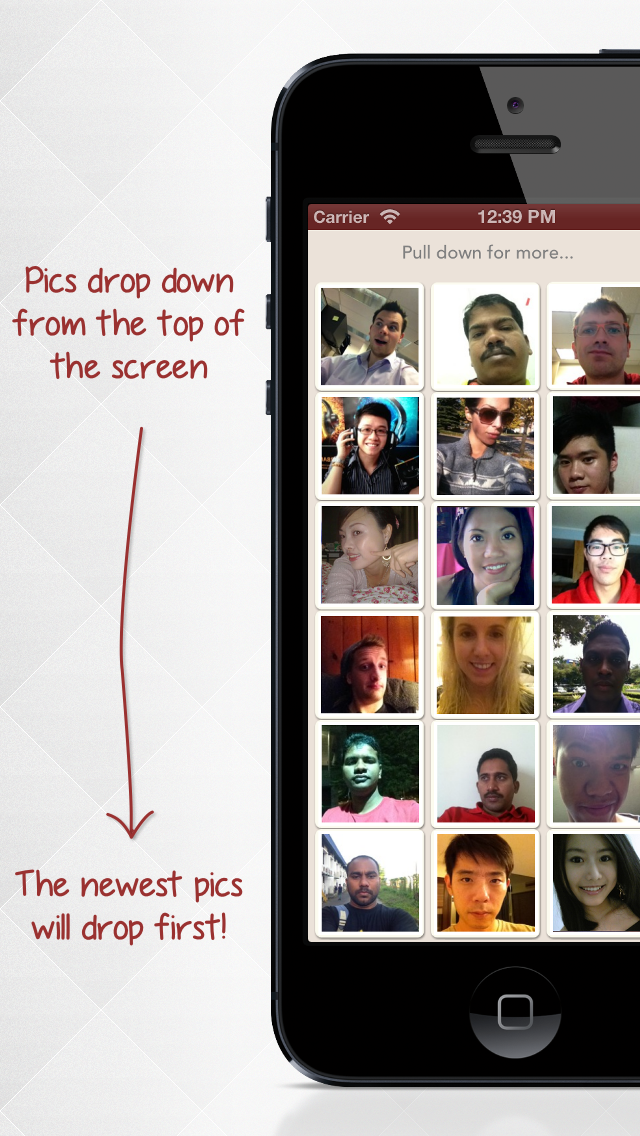 Carrier 12:39 PM
Pull down for more...
Pics drop down
from the top of
the screen
The newest pics
will drop first!